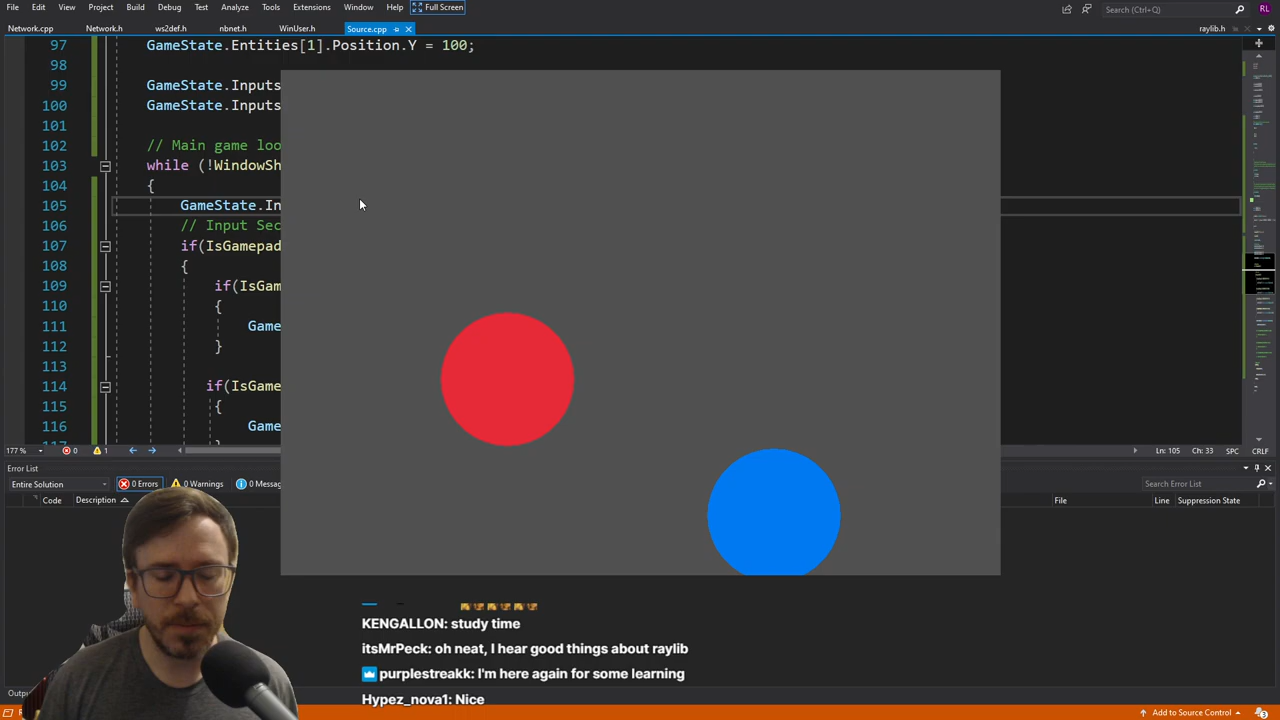 File Edit View Project Build Debug Test Analyze Tools Extensions Window Help Full Screen Search (Ctrl+Q) RL
Network.cpp Network.h ws2def.h nbnet.h WinUser.h Source.cpp raylib.h
97 GameState.Entities[1].Position.Y = 100;
98
99 GameState.Inputs
100 GameState.Inputs
101
102 // Main game loo
103 while (!WindowSh
104 {
105 GameState.In
106 // Input Sec
107 if(IsGamepad
108 {
109 if(IsGam
110 {
111 Game
112 }
113
114 if(IsGame
115 {
116 Game
117 }
177 % 0 1 Ln: 105 Ch: 33 SPC CRLF
Error List
Entire Solution 0 Errors 0 Warnings 0 Messag Search Error List
Code Description File Line Suppression State
KENGALLON: study time
itsMrPeck: oh neat, I hear good things about raylib
purplestreakk: I'm here again for some learning
Hypez_nova1: Nice
Outpu
R Add to Source Control 3